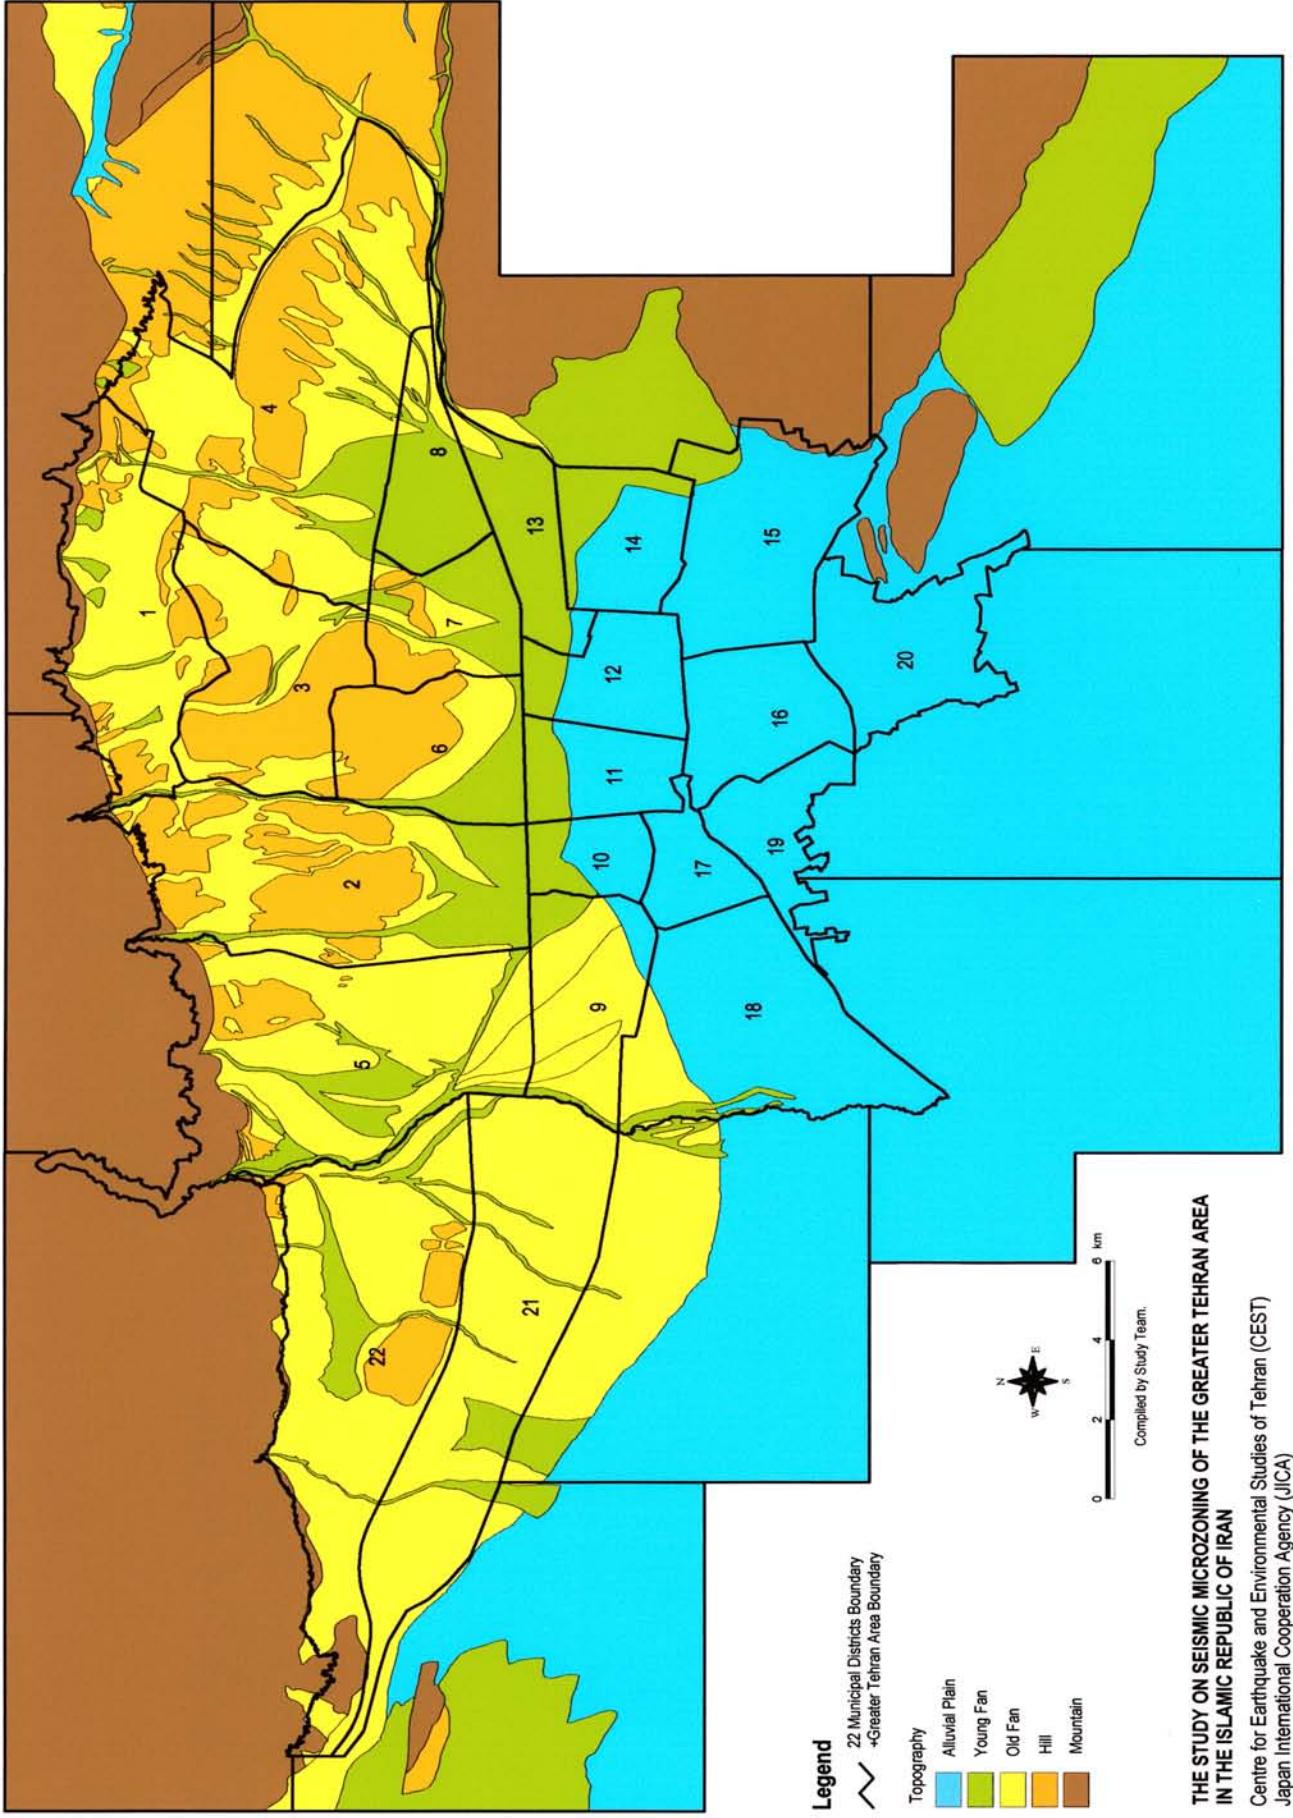 1
2
3
4
5
6
7
8
9
10
11
12
13
14
15
16
17
18
19
20
21
22
Legend
22 Municipal Districts Boundary
+Greater Tehran Area Boundary
Topography
Alluvial Plain
Young Fan
Old Fan
Hill
Mountain
N
W
E
S
0 2 4 6 km
Compiled by Study Team.
THE STUDY ON SEISMIC MICROZONING OF THE GREATER TEHRAN AREA
IN THE ISLAMIC REPUBLIC OF IRAN
Centre for Earthquake and Environmental Studies of Tehran (CEST)
Japan International Cooperation Agency (JICA)